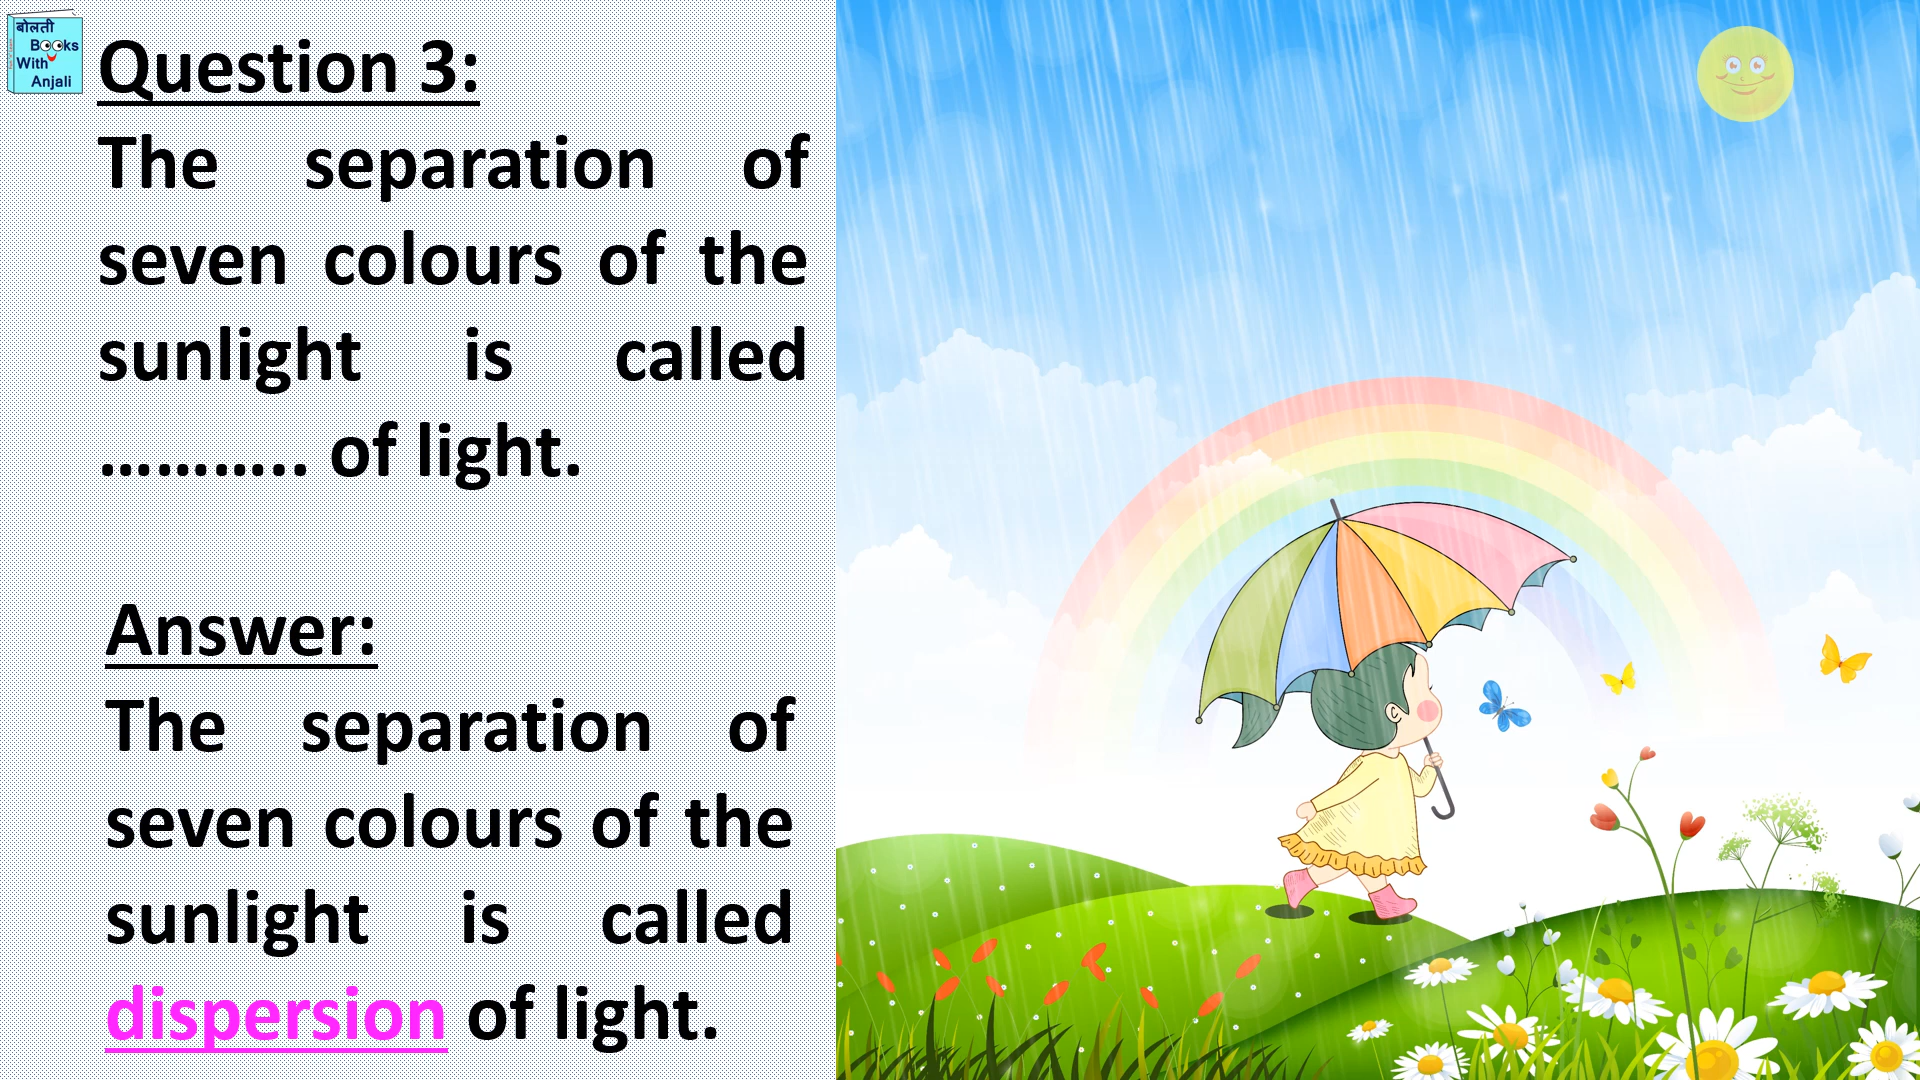 बोलती
Books
With
Anjali
Question 3:
The separation of
seven colours of the
sunlight is called
……….. of light.
Answer:
The separation of
seven colours of the
sunlight is called
dispersion of light.